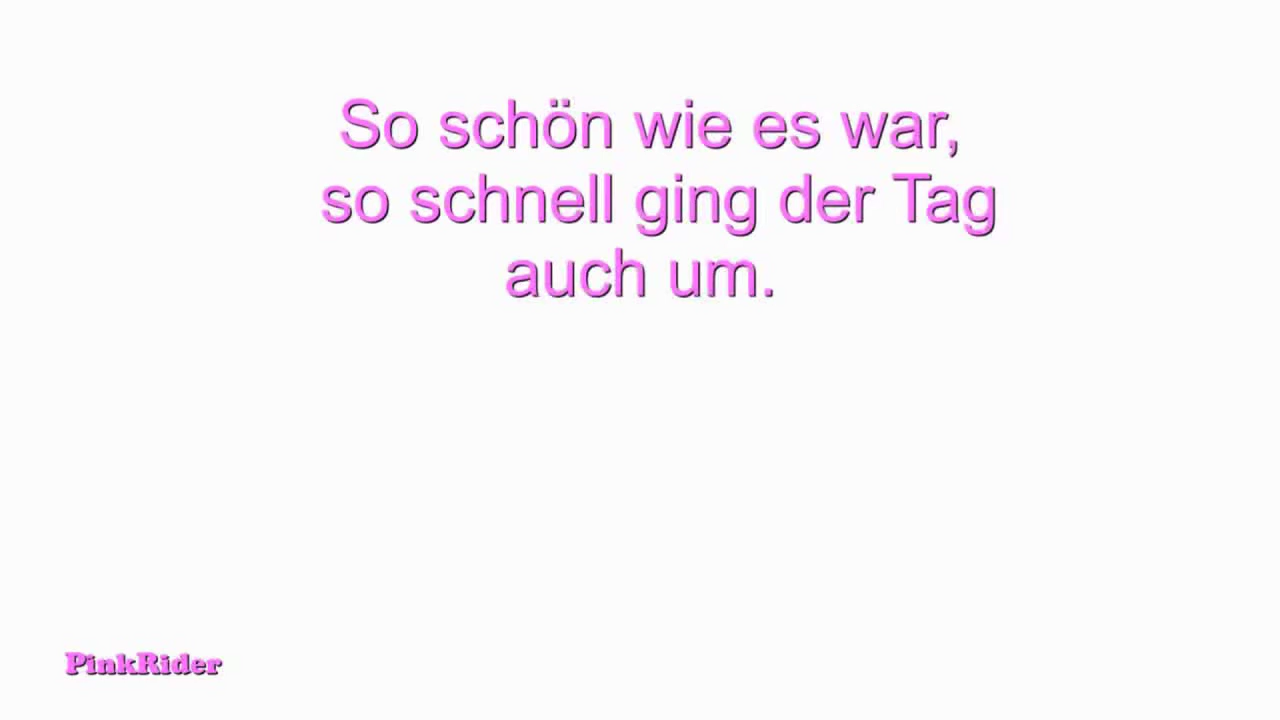 So schön wie es war,
so schnell ging der Tag
auch um.
PinkRider